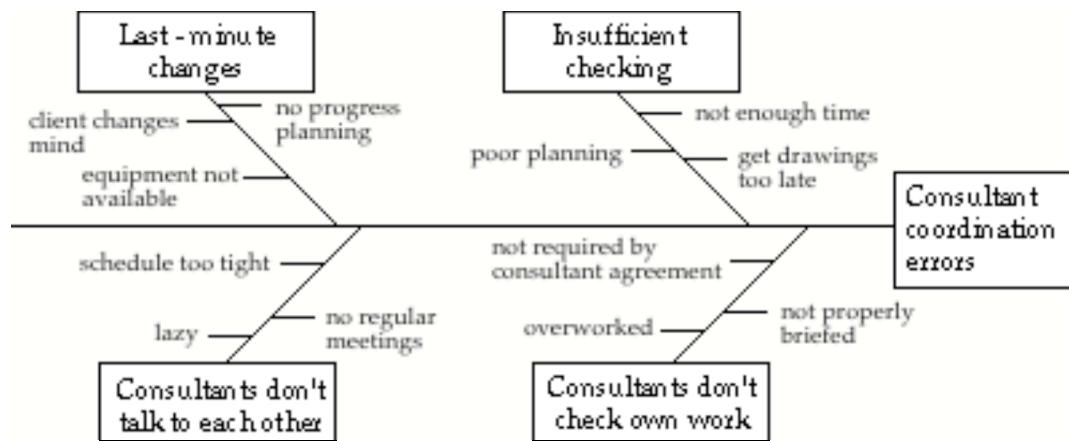 Last-minute
changes
Insufficient
checking
no progress
planning
client changes
mind
equipment not
available
not enough time
poor planning
get drawings
too late
Consultant
coordination
errors
schedule too tight
no regular
meetings
lazy
not required by
consultant agreement
not properly
briefed
overworked
Consultants don't
talk to each other
Consultants don't
check own work